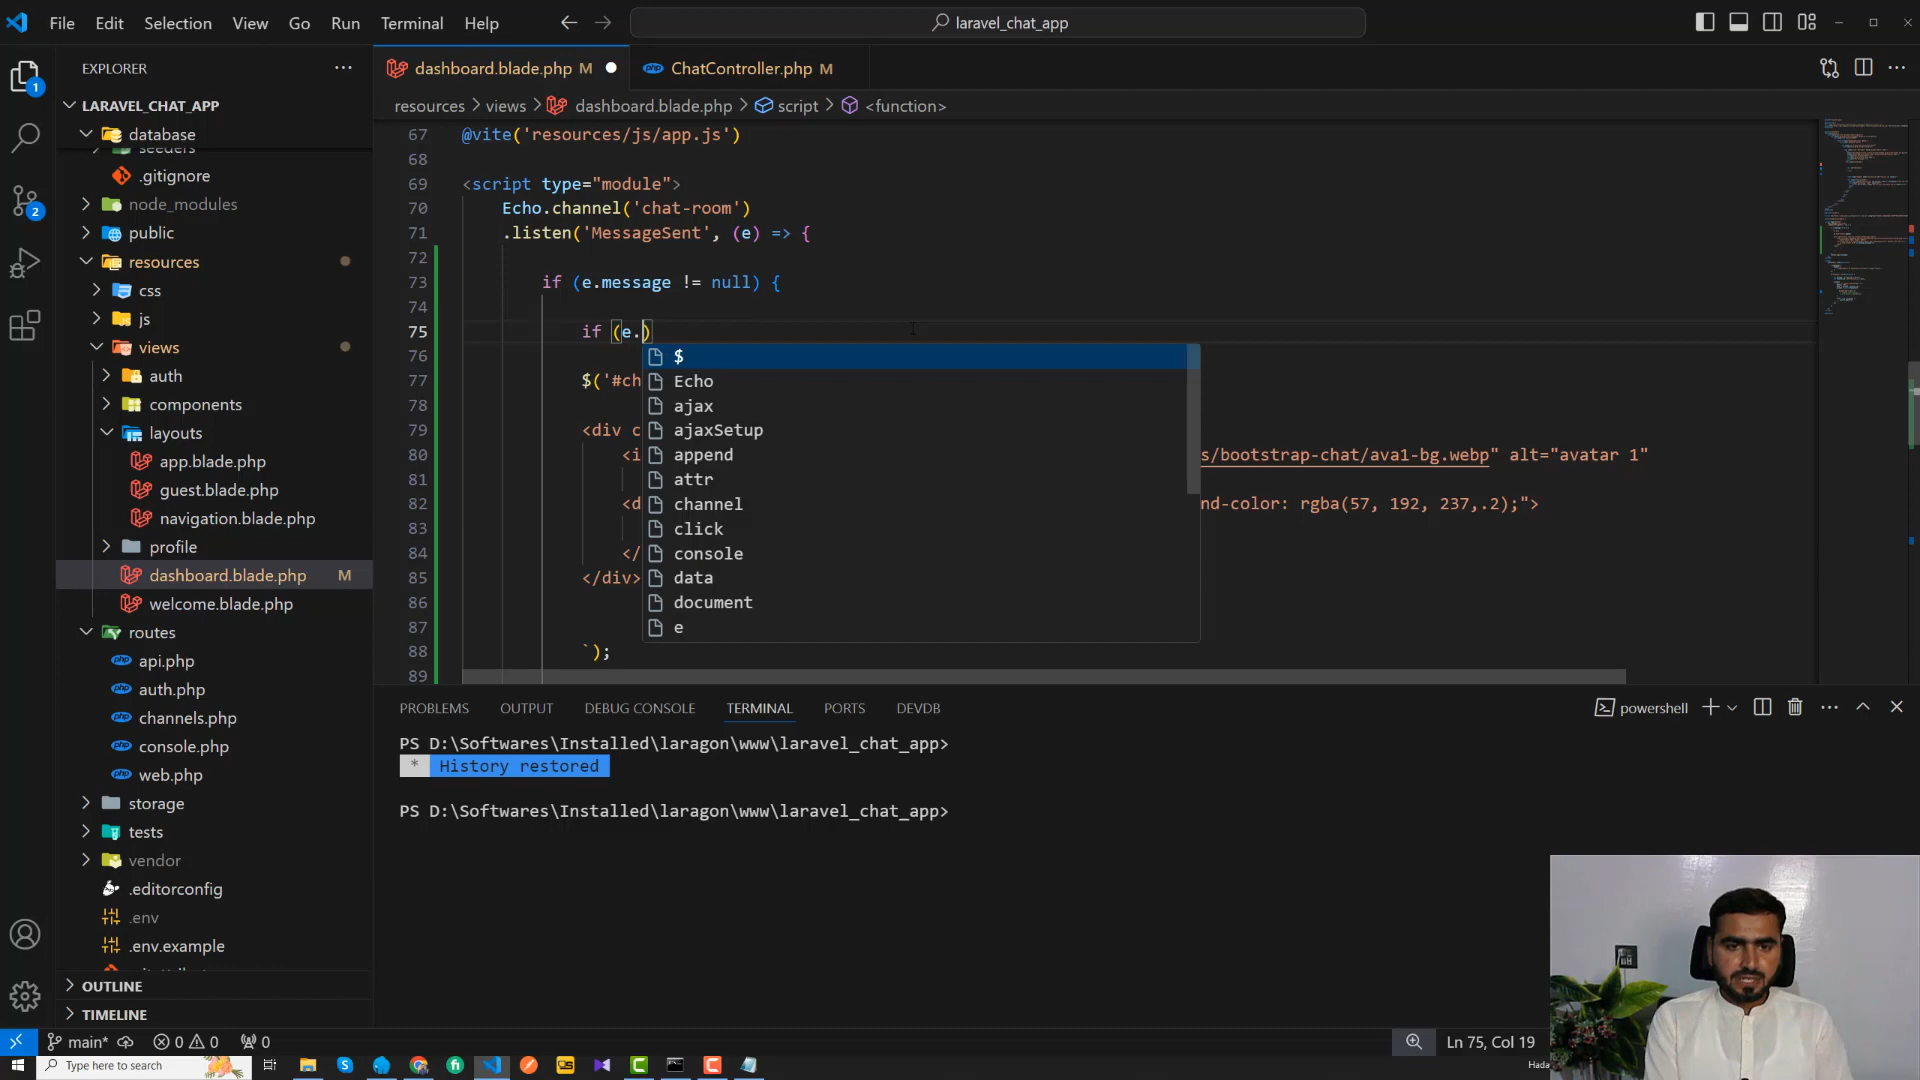 File Edit Selection View Go Run Terminal Help
laravel_chat_app
EXPLORER
dashboard.blade.php M
ChatController.php M
LARAVEL_CHAT_APP
resources > views > dashboard.blade.php > script > <function>
database
seeders
.gitignore
node_modules
public
resources
css
js
views
auth
components
layouts
app.blade.php
guest.blade.php
navigation.blade.php
profile
dashboard.blade.php M
welcome.blade.php
routes
api.php
auth.php
channels.php
console.php
web.php
storage
tests
vendor
.editorconfig
.env
.env.example
OUTLINE
TIMELINE
67 @vite('resources/js/app.js')
68
69 <script type="module">
70 Echo.channel('chat-room')
71 .listen('MessageSent', (e) => {
72
73 if (e.message != null) {
74
75 if (e.)
76
77 $('#ch
78
79 <div c
80 <i s/bootstrap-chat/ava1-bg.webp" alt="avatar 1"
81
82 <d nd-color: rgba(57, 192, 237,.2);">
83
84 </
85 </div>
86
87
88 `);
89
$
Echo
ajax
ajaxSetup
append
attr
channel
click
console
data
document
e
PROBLEMS OUTPUT DEBUG CONSOLE TERMINAL PORTS DEVDB
powershell
PS D:\Softwares\Installed\laragon\www\laravel_chat_app>
* History restored
PS D:\Softwares\Installed\laragon\www\laravel_chat_app>
1
2
main* 0 0 0
Ln 75, Col 19
Type here to search